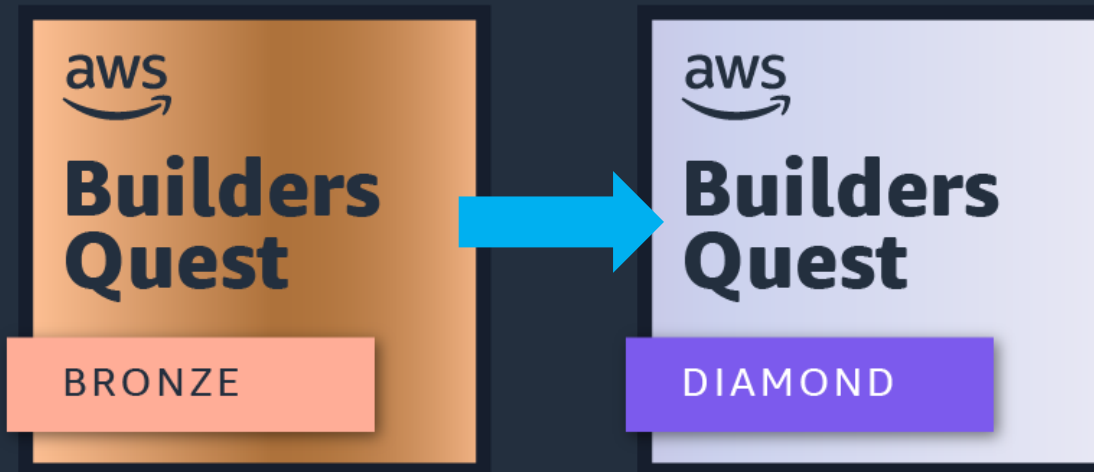 aws
Builders
Quest
BRONZE
aws
Builders
Quest
DIAMOND